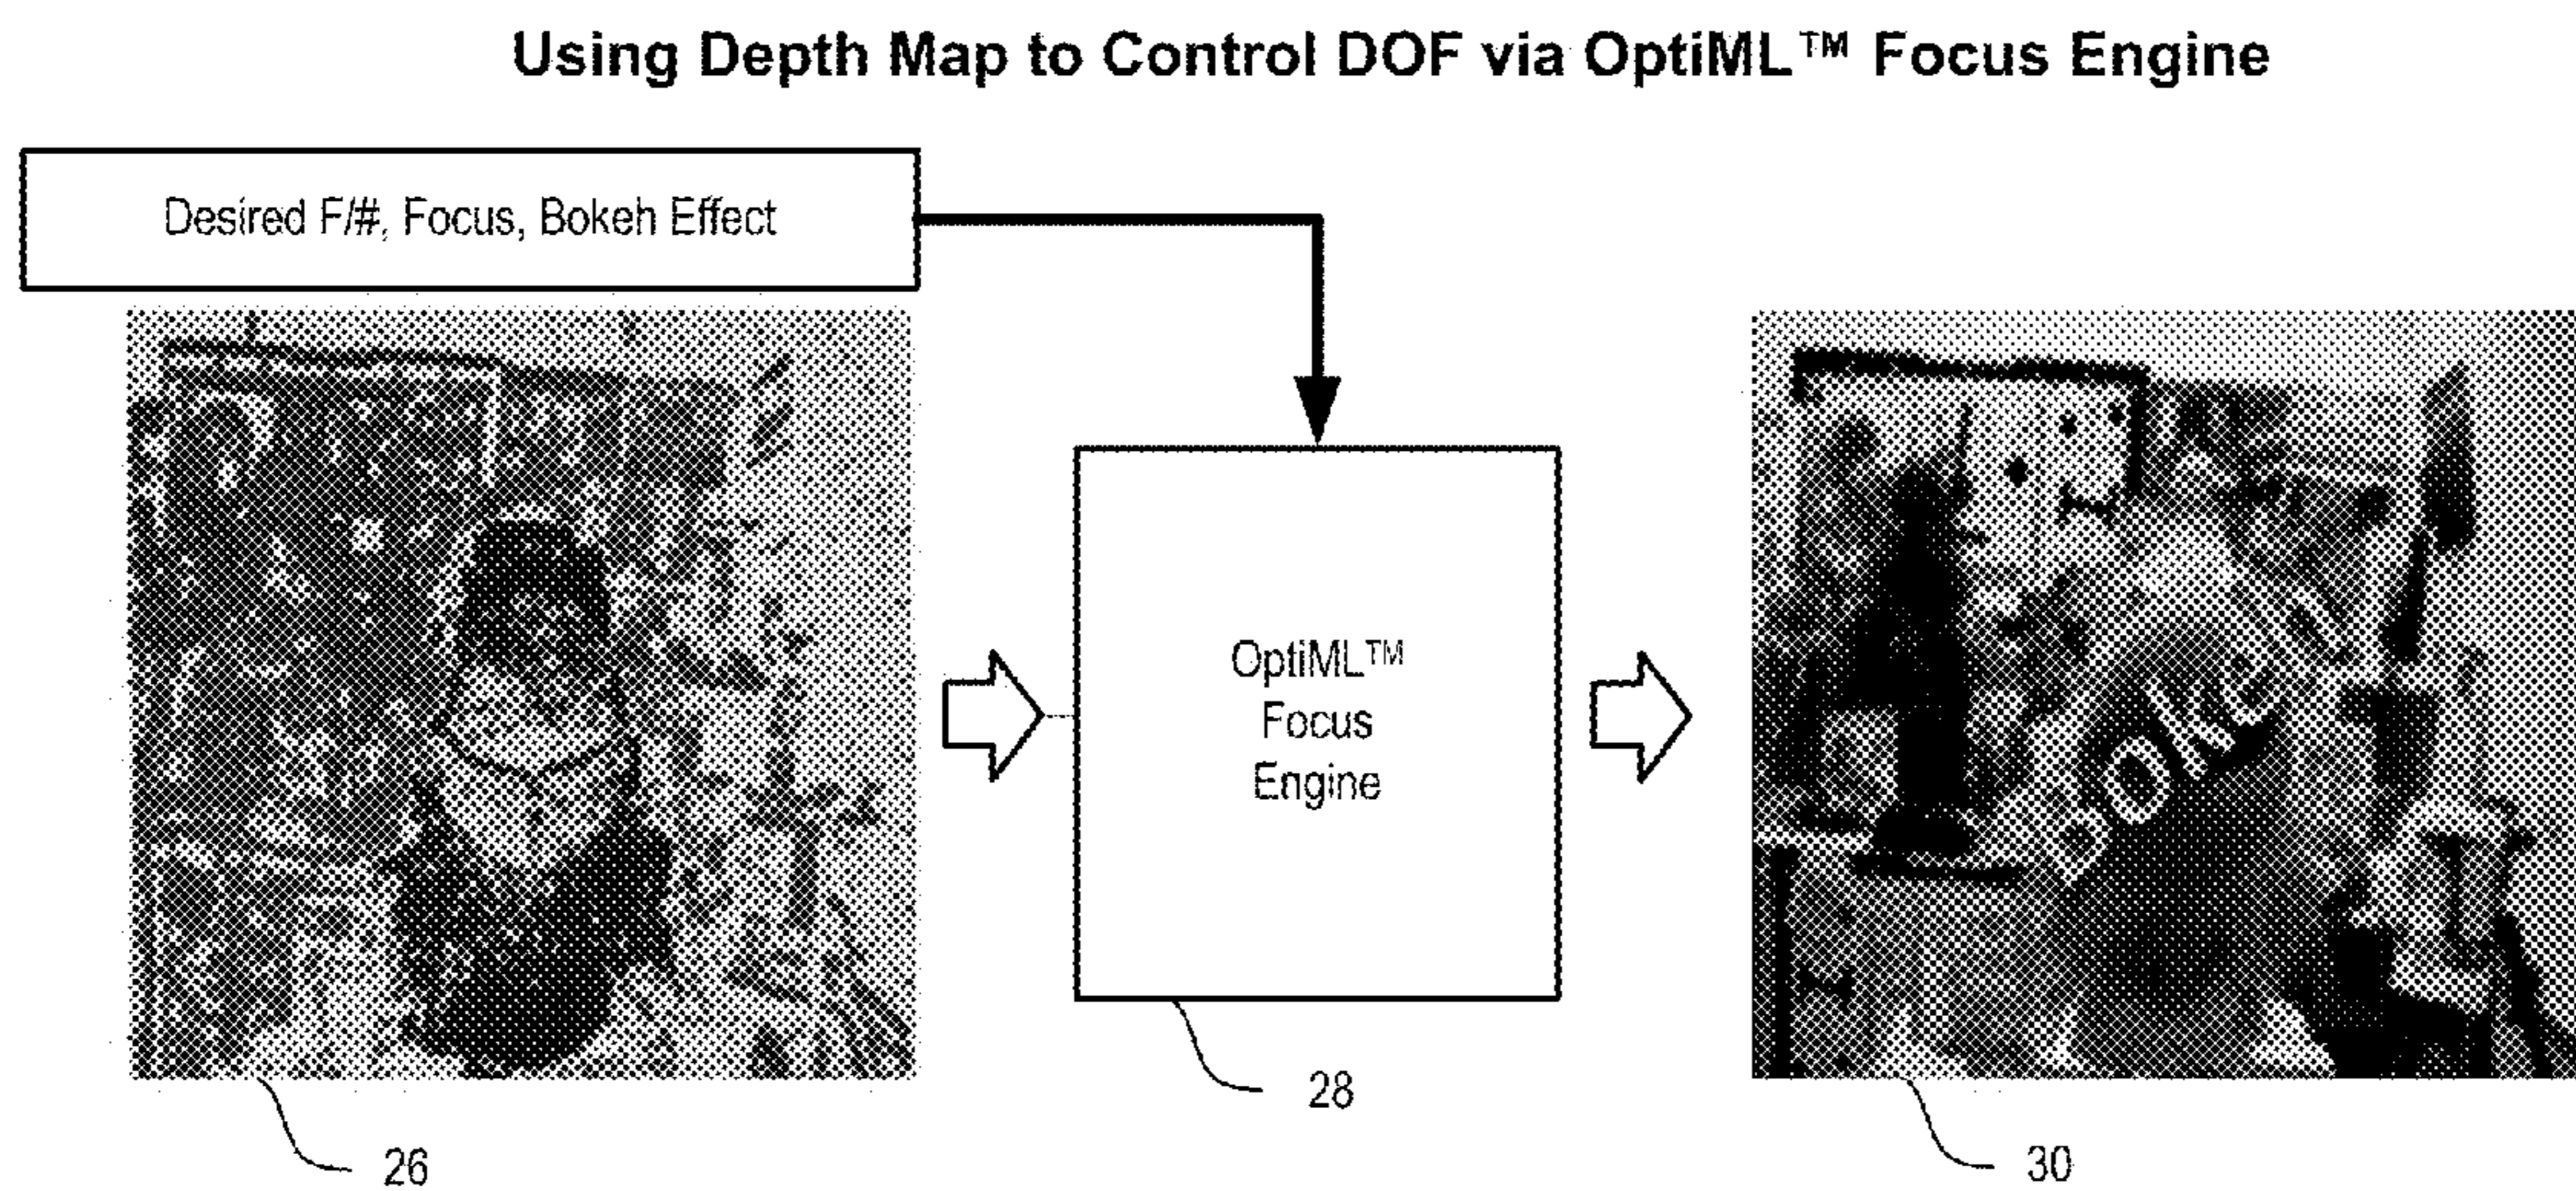 Using Depth Map to Control DOF via OptiML™ Focus Engine
Desired F/#, Focus, Bokeh Effect
OptiML™
Focus
Engine
28
26
30